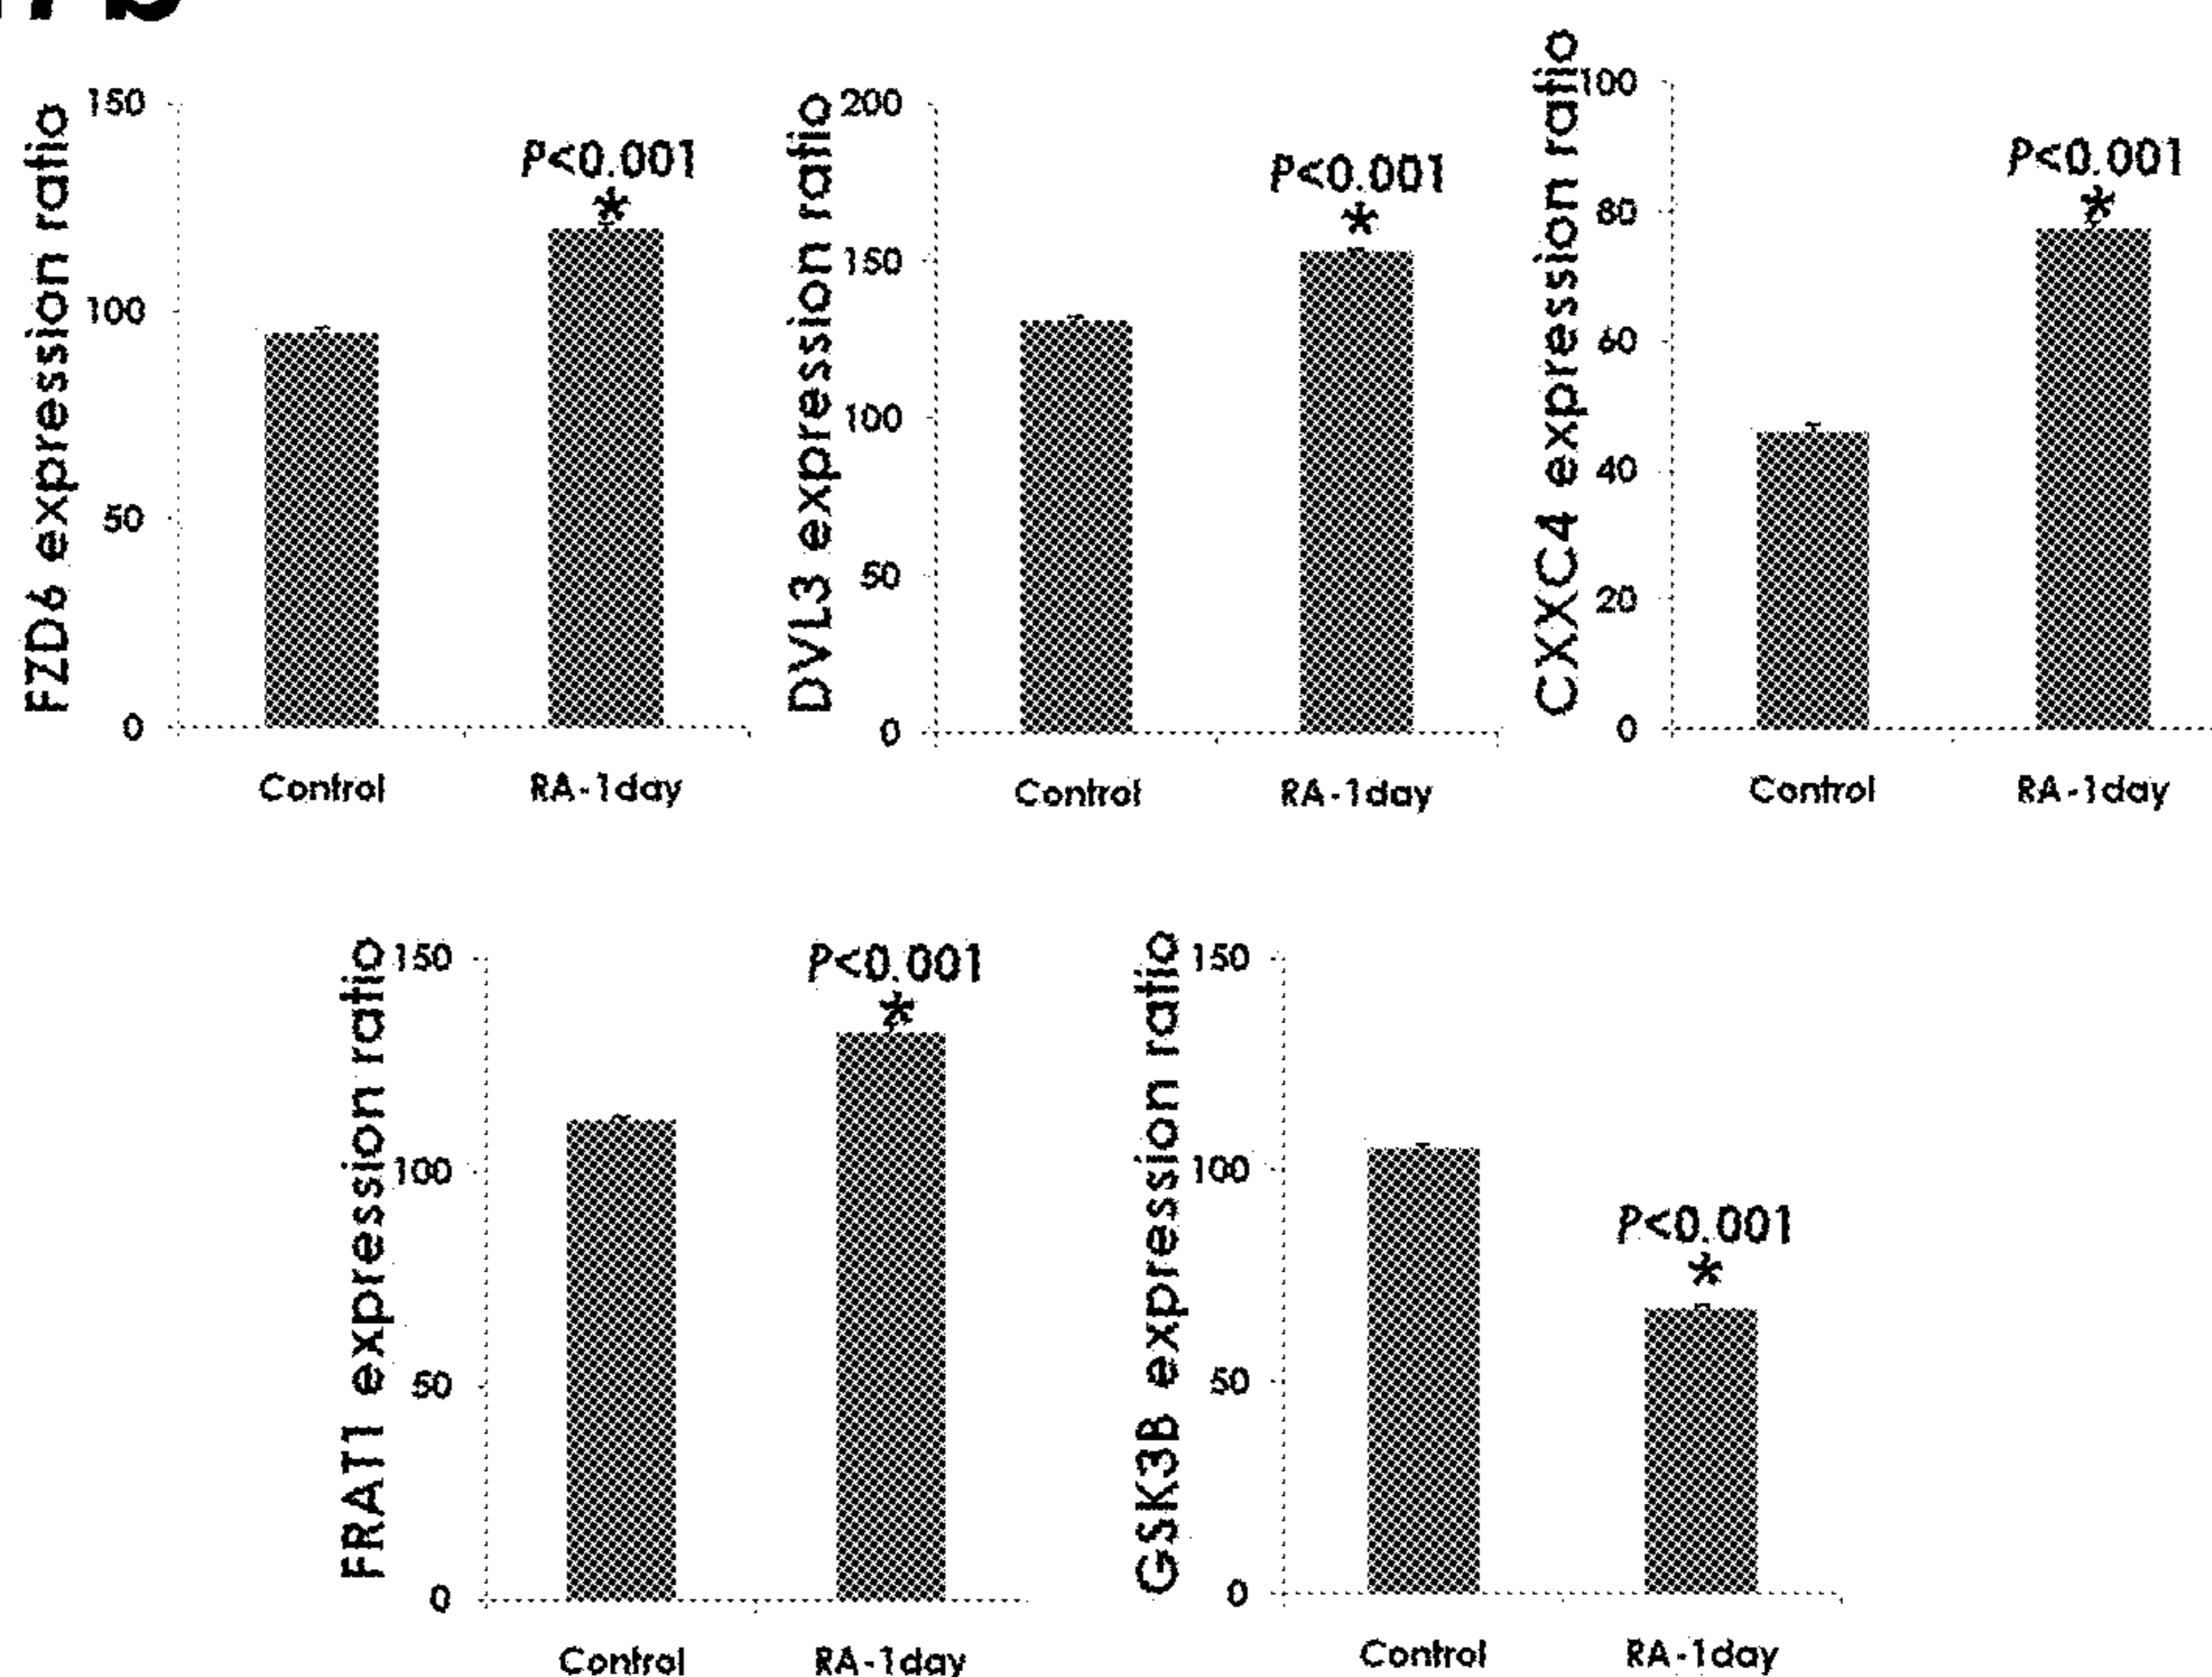 FZD6 expression ratio
150
100
50
0
P<0.001
*
Control RA-1day
DVL3 expression ratio
200
150
100
50
0
P<0.001
*
Control RA-1day
CXXC4 expression ratio
100
80
60
40
20
0
P<0.001
*
Control RA-1day
FRAT1 expression ratio
150
100
50
0
P<0.001
*
Control RA-1day
GSK3B expression ratio
150
100
50
0
P<0.001
*
Control RA-1day